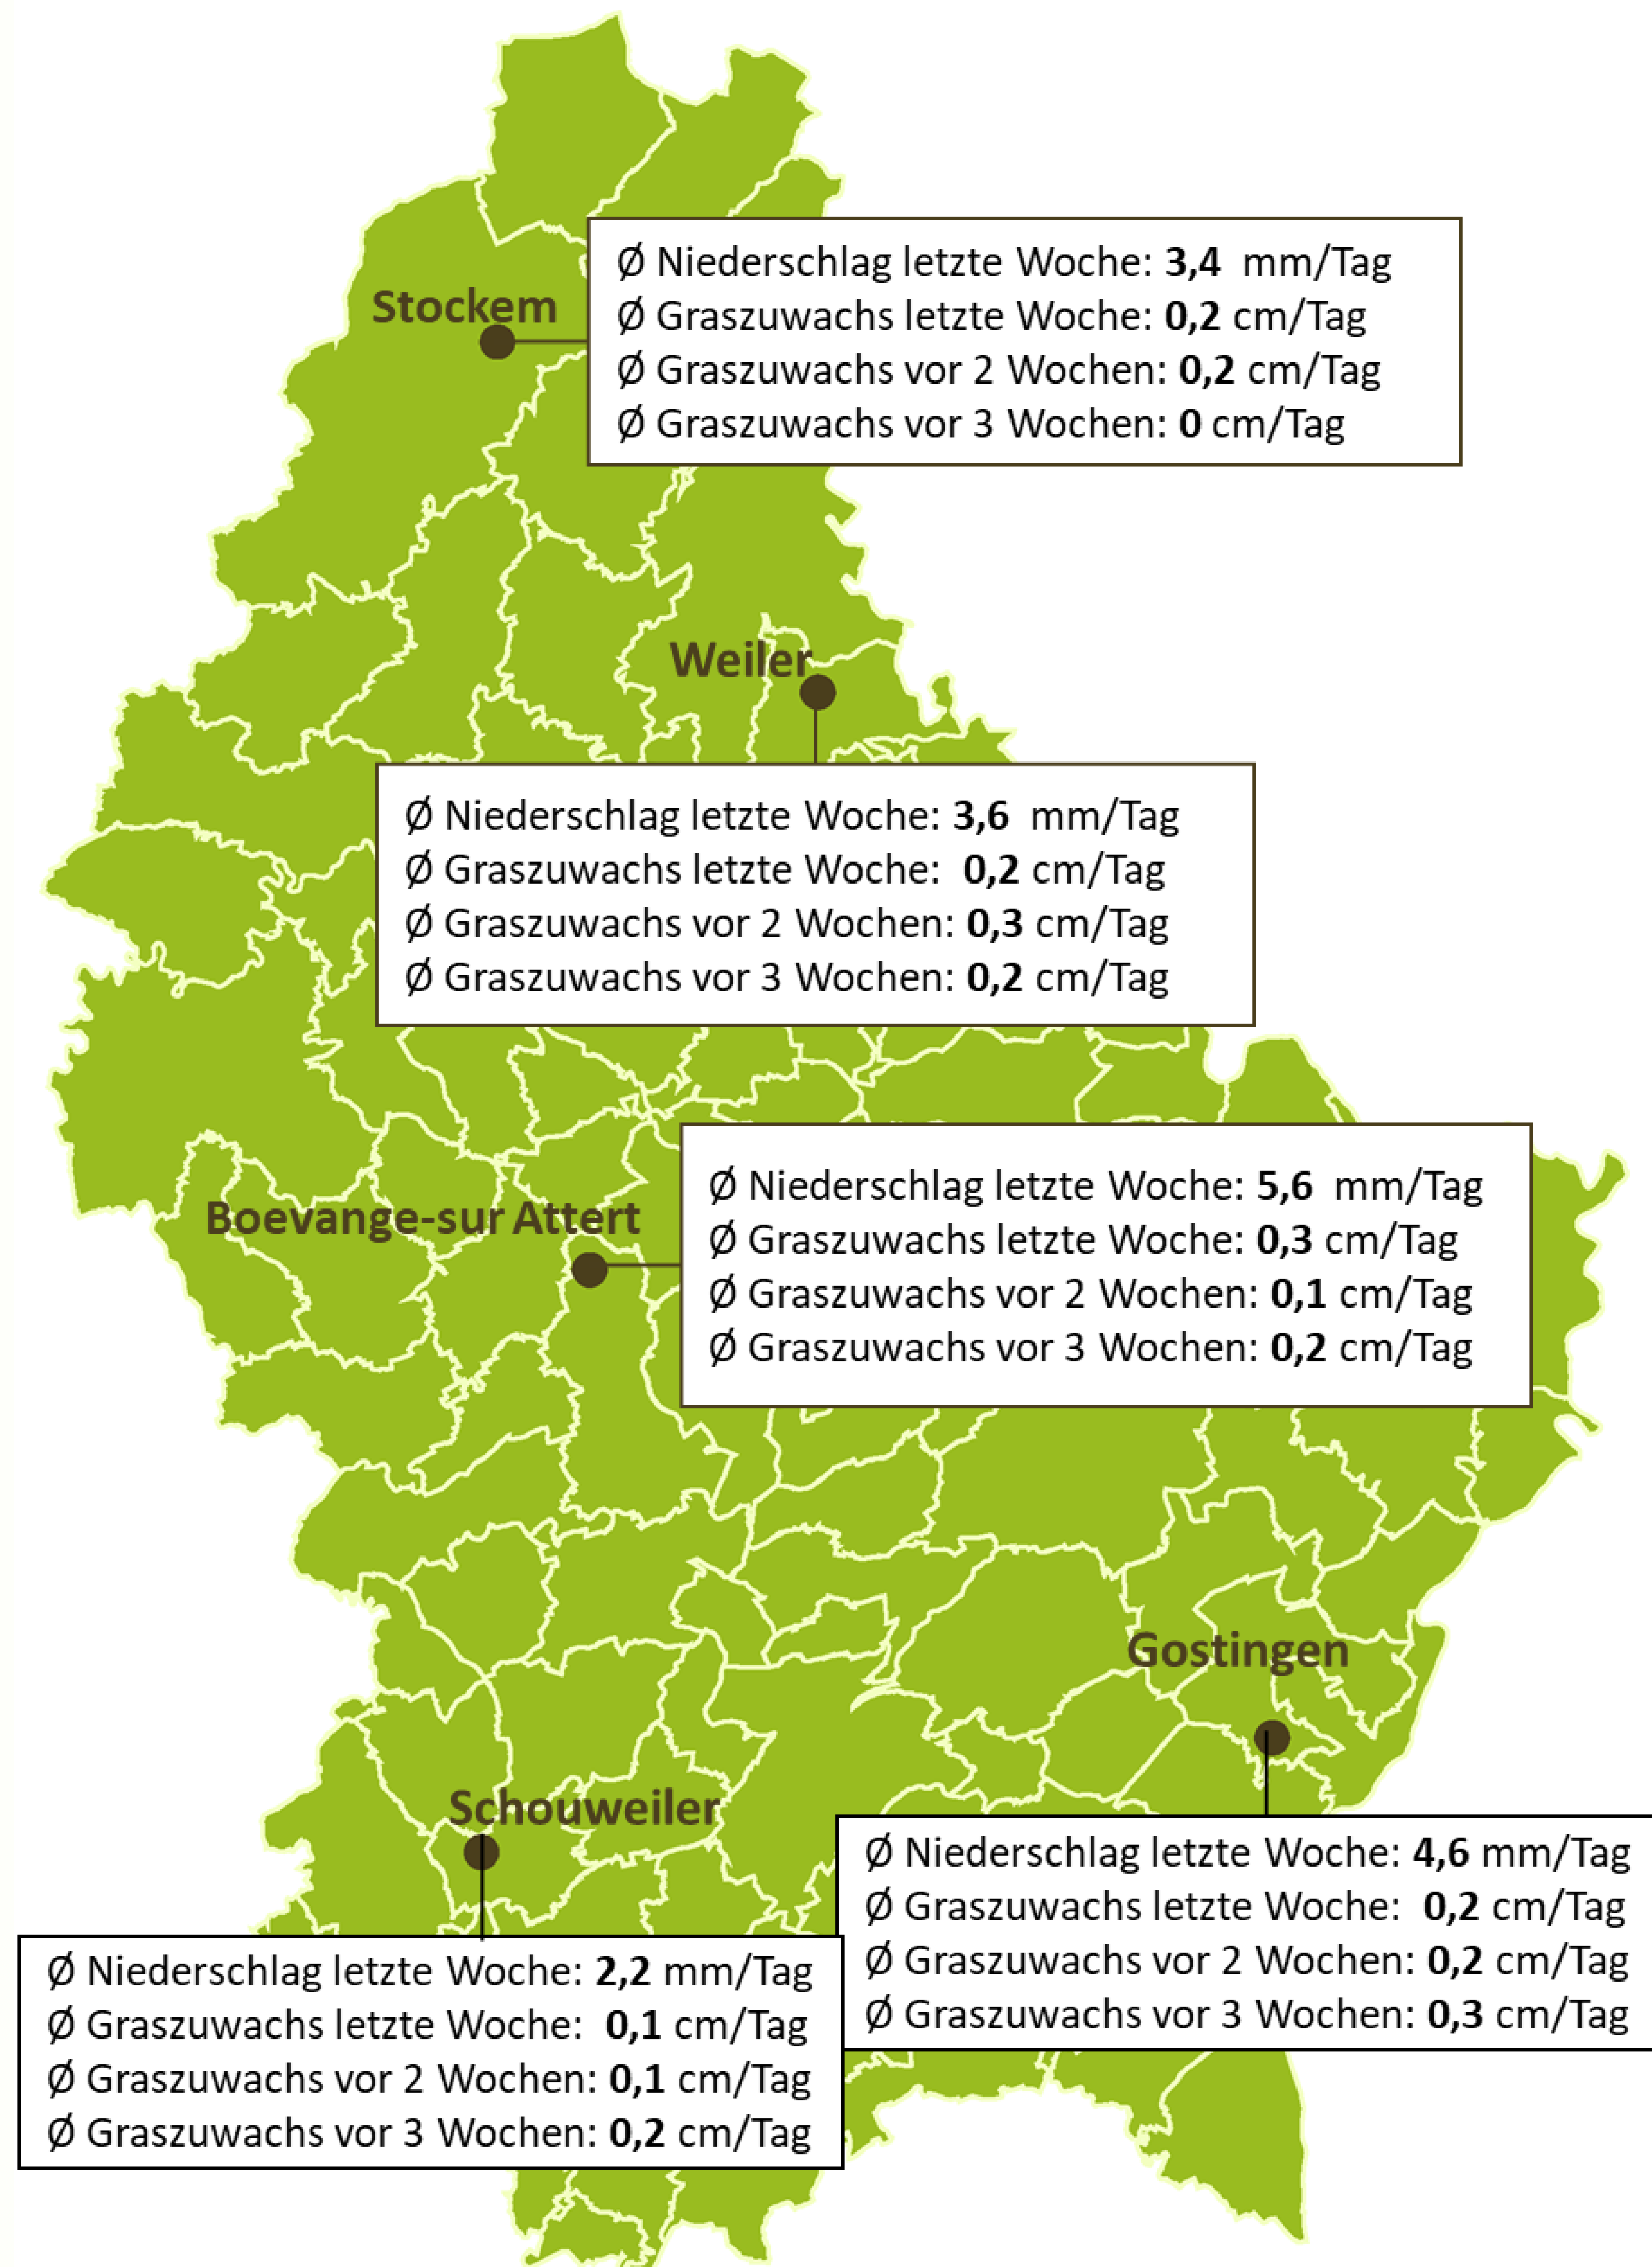 Stockem
Ø Niederschlag letzte Woche: 3,4 mm/Tag
Ø Graszuwachs letzte Woche: 0,2 cm/Tag
Ø Graszuwachs vor 2 Wochen: 0,2 cm/Tag
Ø Graszuwachs vor 3 Wochen: 0 cm/Tag
Weiler
Ø Niederschlag letzte Woche: 3,6 mm/Tag
Ø Graszuwachs letzte Woche: 0,2 cm/Tag
Ø Graszuwachs vor 2 Wochen: 0,3 cm/Tag
Ø Graszuwachs vor 3 Wochen: 0,2 cm/Tag
Boevange-sur Attert
Ø Niederschlag letzte Woche: 5,6 mm/Tag
Ø Graszuwachs letzte Woche: 0,3 cm/Tag
Ø Graszuwachs vor 2 Wochen: 0,1 cm/Tag
Ø Graszuwachs vor 3 Wochen: 0,2 cm/Tag
Gostingen
Ø Niederschlag letzte Woche: 4,6 mm/Tag
Ø Graszuwachs letzte Woche: 0,2 cm/Tag
Ø Graszuwachs vor 2 Wochen: 0,2 cm/Tag
Ø Graszuwachs vor 3 Wochen: 0,3 cm/Tag
Schouweiler
Ø Niederschlag letzte Woche: 2,2 mm/Tag
Ø Graszuwachs letzte Woche: 0,1 cm/Tag
Ø Graszuwachs vor 2 Wochen: 0,1 cm/Tag
Ø Graszuwachs vor 3 Wochen: 0,2 cm/Tag